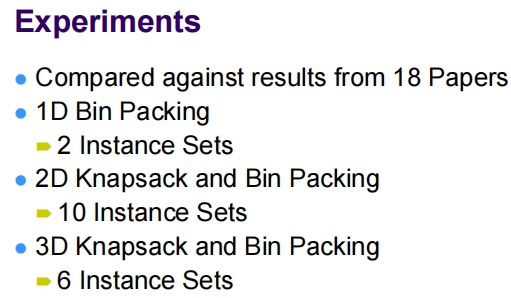 Experiments
Compared against results from 18 Papers
1D Bin Packing
2 Instance Sets
2D Knapsack and Bin Packing
10 Instance Sets
3D Knapsack and Bin Packing
6 Instance Sets